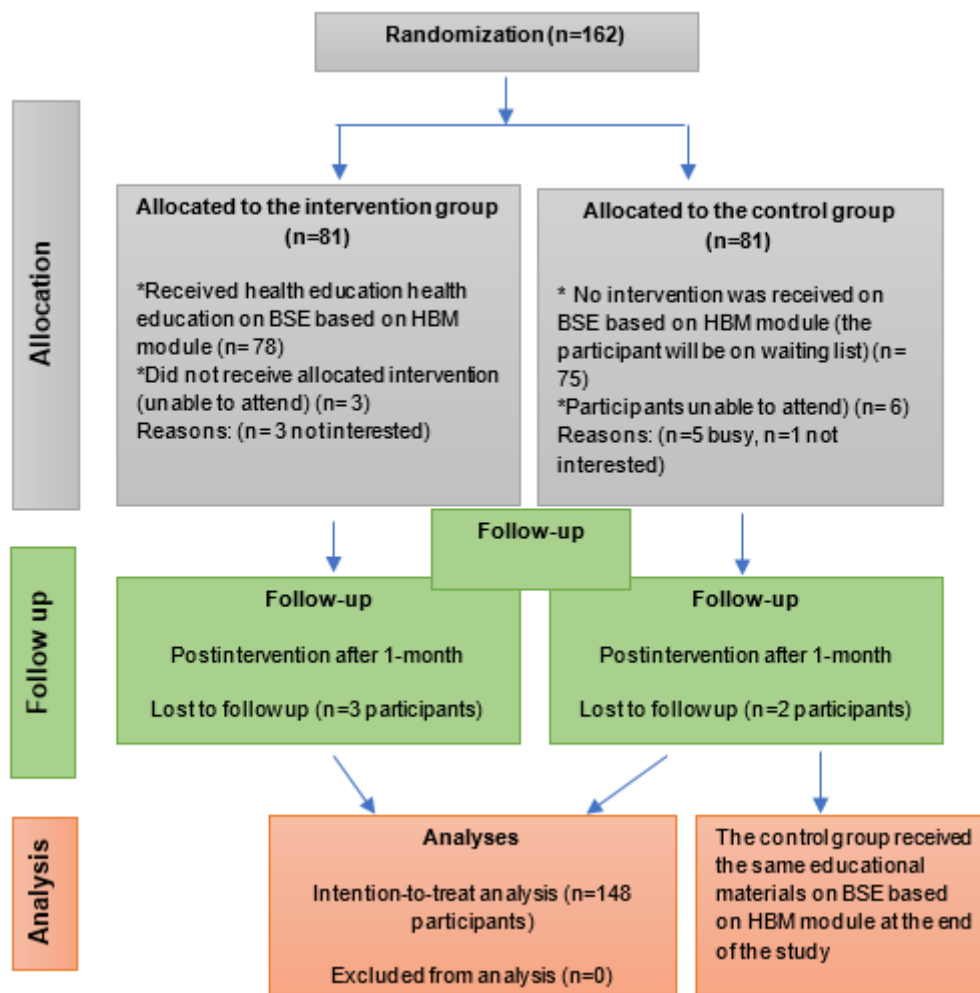 Randomization (n=162)
Allocation
Allocated to the intervention group
(n=81)
*Received health education health
education on BSE based on HBM
module (n= 78)
*Did not receive allocated intervention
(unable to attend) (n= 3)
Reasons: (n= 3 not interested)
Allocated to the control group
(n=81)
* No intervention was received on
BSE based on HBM module (the
participant will be on waiting list) (n=
75)
*Participants unable to attend) (n= 6)
Reasons: (n=5 busy, n=1 not
interested)
Follow-up
Follow up
Follow-up
Postintervention after 1-month
Lost to follow up (n=3 participants)
Follow-up
Postintervention after 1-month
Lost to follow up (n=2 participants)
Analysis
Analyses
Intention-to-treat analysis (n=148
participants)
Excluded from analysis (n=0)
The control group received
the same educational
materials on BSE based
on HBM module at the end
of the study